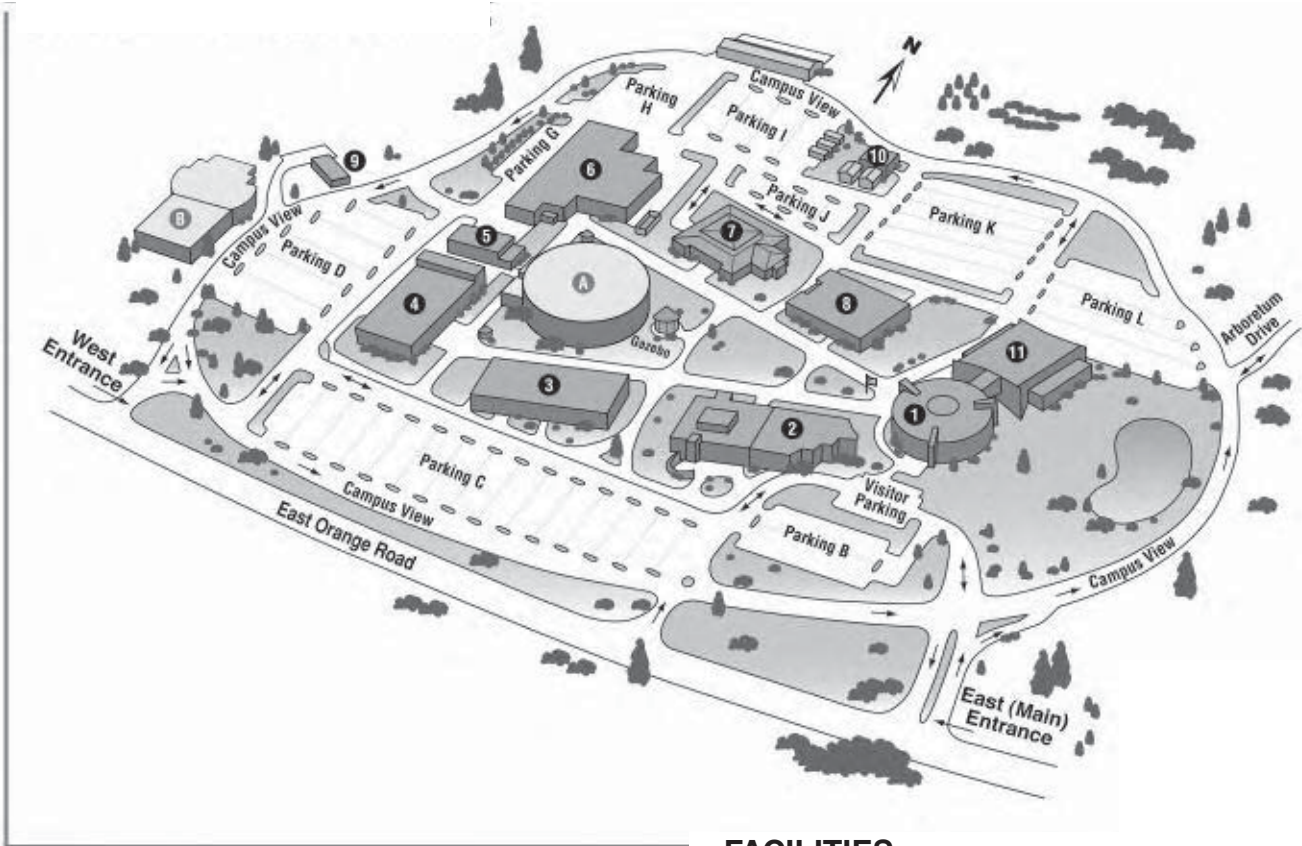 N
Campus View
Parking
H
Parking I
Parking G
9
6
10
B
Campus View
Parking J
Parking K
7
5
Parking D
A
4
8
Parking L
Gazebo
Arboretum
Drive
West
Entrance
3
11
1
2
Parking C
Visitor
Parking
Campus View
Parking B
East Orange Road
Campus View
East (Main)
Entrance